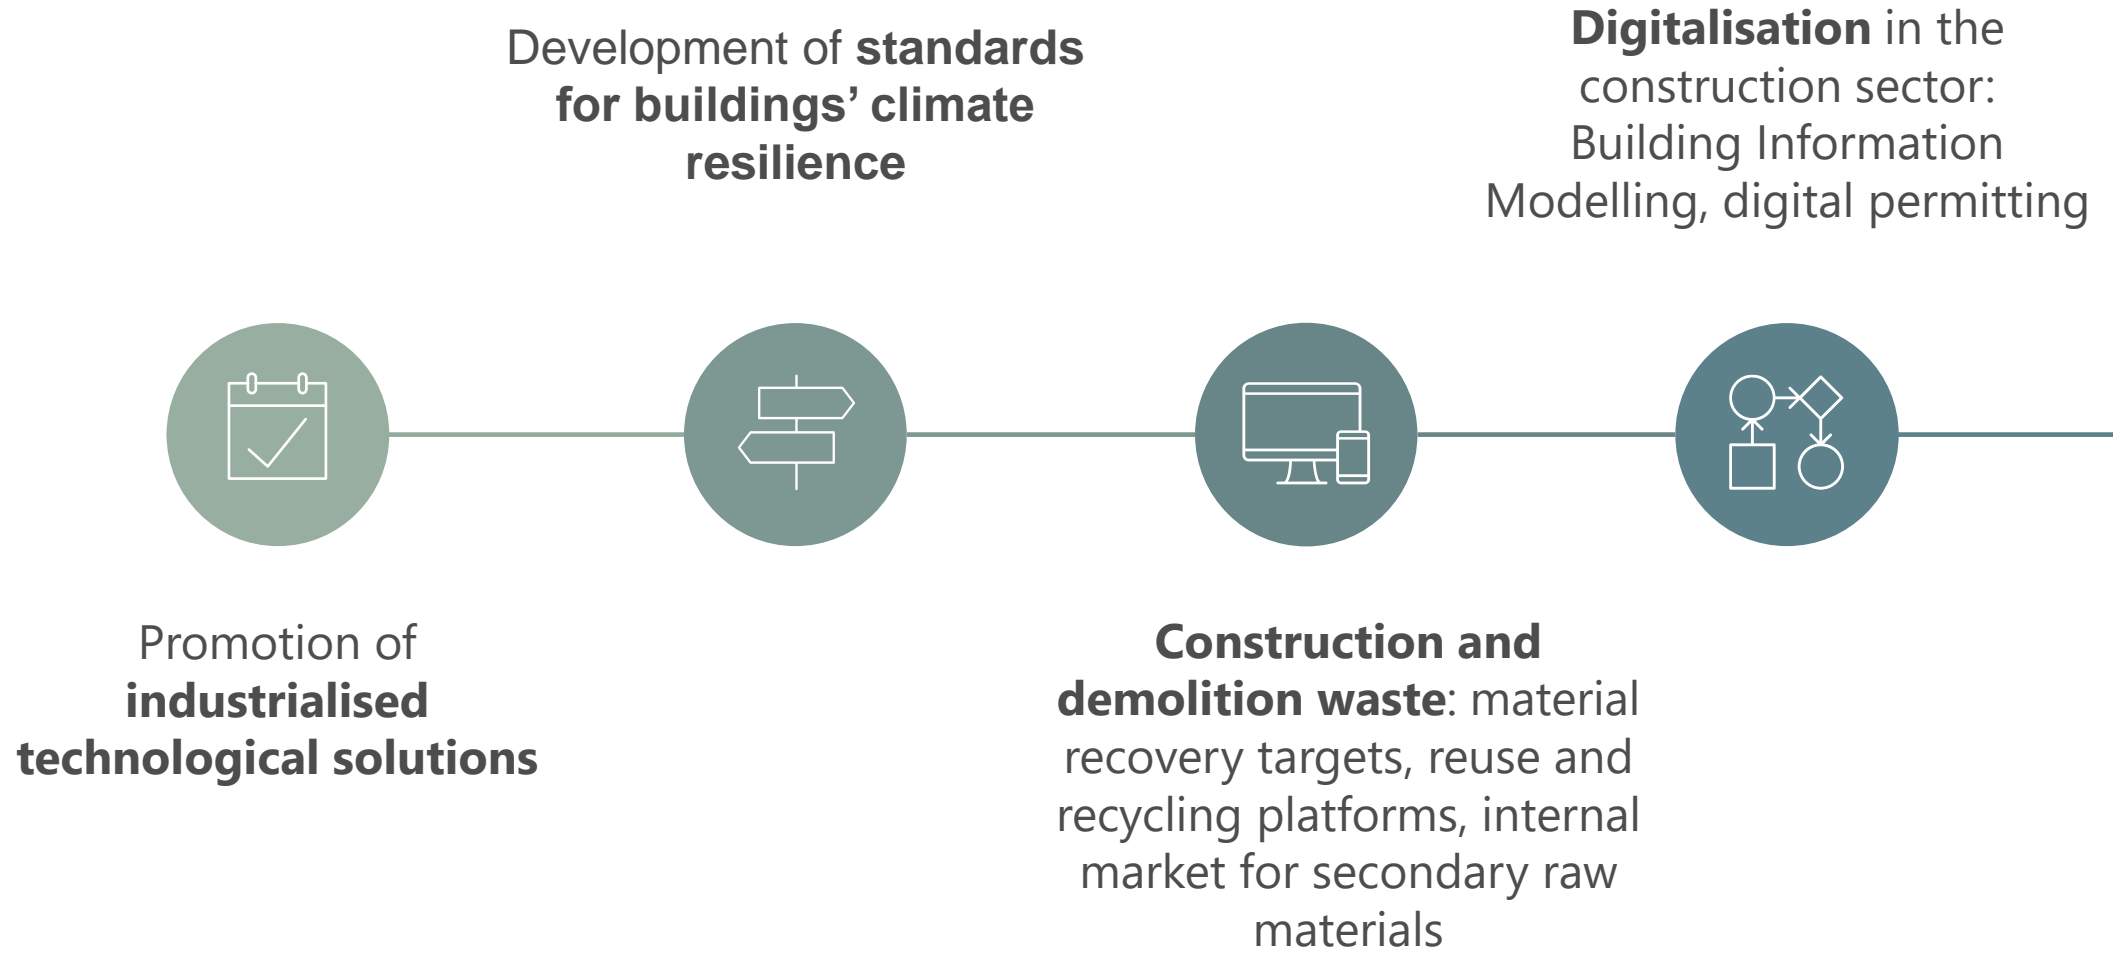 Promotion of
industrialised
technological solutions
Development of standards
for buildings’ climate
resilience
Construction and
demolition waste: material
recovery targets, reuse and
recycling platforms, internal
market for secondary raw
materials
Digitalisation in the
construction sector:
Building Information
Modelling, digital permitting